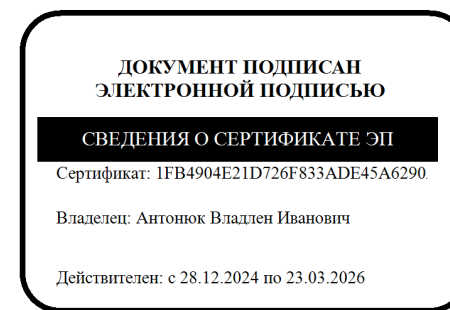 ДОКУМЕНТ ПОДПИСАН
ЭЛЕКТРОННОЙ ПОДПИСЬЮ
СВЕДЕНИЯ О СЕРТИФИКАТЕ ЭП
Сертификат: 1FB4904E21D726F833ADE45A6290
Владелец: Антонюк Владлен Иванович
Действителен: с 28.12.2024 по 23.03.2026